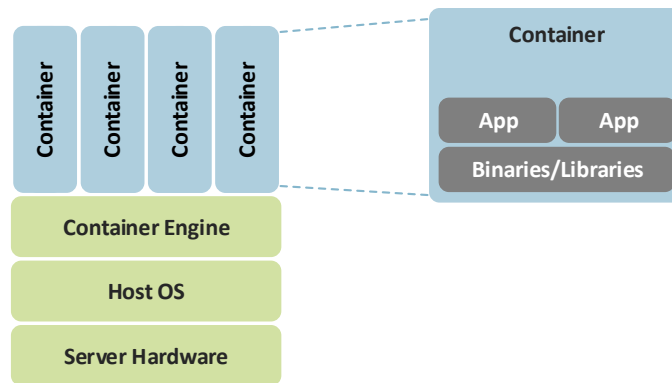 Container
Container
Container
Container
Container Engine
Host OS
Server Hardware
Container
App
App
Binaries/Libraries